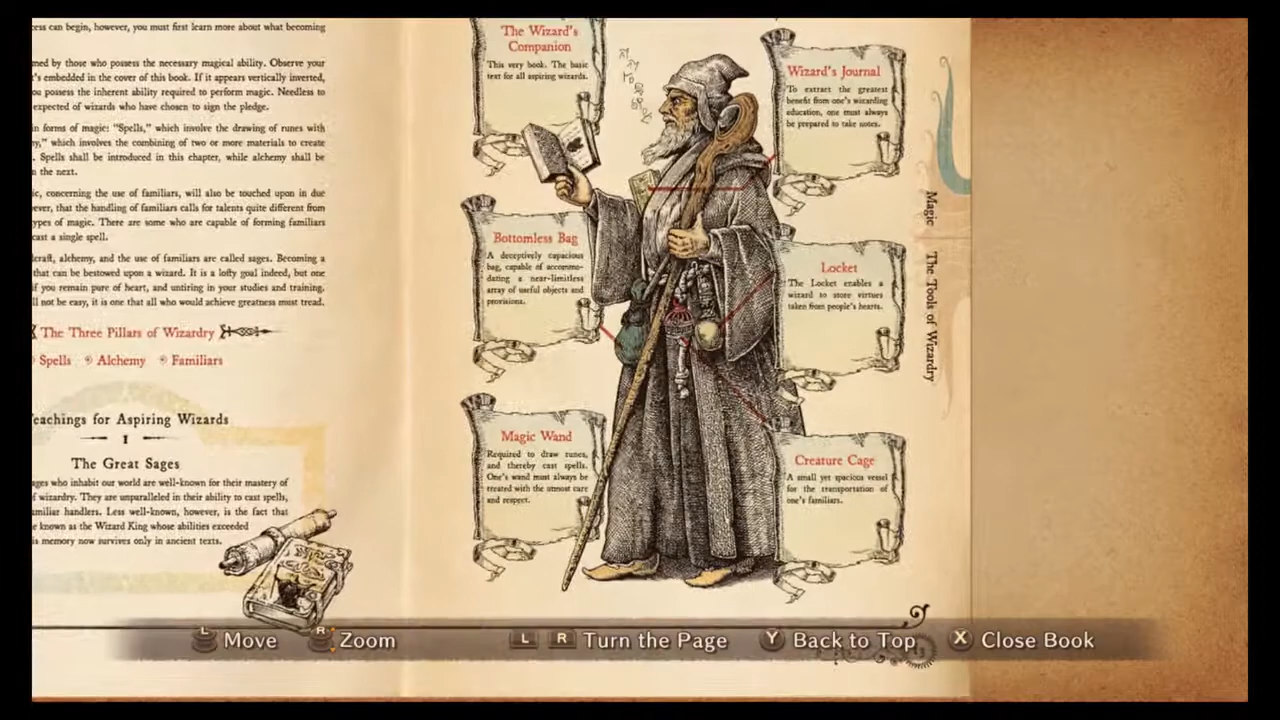 cess can begin, however, you must first learn more about what becoming
med by those who possess the necessary magical ability. Observe your
t's embedded in the cover of this book. If it appears vertically inverted,
ou possess the inherent ability required to perform magic. Needless to
expected of wizards who have chosen to sign the pledge.
in forms of magic: "Spells," which involve the drawing of runes with
y," which involves the combining of two or more materials to create
. Spells shall be introduced in this chapter, while alchemy shall be
n the next.
ic, concerning the use of familiars, will also be touched upon in due
ever, that the handling of familiars calls for talents quite different from
ypes of magic. There are some who are capable of forming familiars
cast a single spell.
craft, alchemy, and the use of familiars are called sages. Becoming a
that can be bestowed upon a wizard. It is a lofty goal indeed, but one
if you remain pure of heart, and untiring in your studies and training.
ll not be easy, it is one that all who would achieve greatness must tread.
The Three Pillars of Wizardry
Spells Alchemy Familiars
eachings for Aspiring Wizards
I
The Great Sages
ages who inhabit our world are well-known for their mastery of
f wizardry. They are unparalleled in their ability to cast spells,
amiliar handlers. Less well-known, however, is the fact that
e known as the Wizard King whose abilities exceeded
is memory now survives only in ancient texts.
The Wizard's
Companion
This very book. The basic
text for all aspiring wizards.
Wizard's Journal
To extract the greatest
benefit from one's wizarding
education, one must always
be prepared to take notes.
Bottomless Bag
A deceptively capacious
bag, capable of accommo-
dating a near-limitless
array of useful objects and
provisions.
Locket
The Locket enables a
wizard to store virtues
taken from people's hearts.
Magic Wand
Required to draw runes,
and thereby cast spells.
One's wand must always be
treated with the utmost care
and respect.
Creature Cage
A small yet spacious vessel
for the transportation of
one's familiars.
Magic The Tools of Wizardry
L Move R Zoom L R Turn the Page Y Back to Top X Close Book